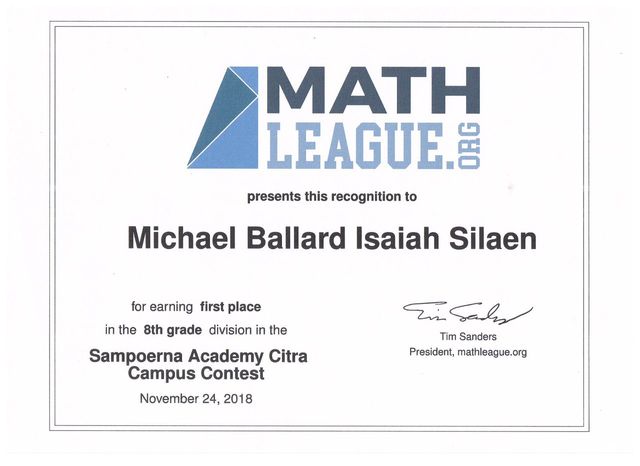 MATH
LEAGUE.ORG
presents this recognition to
Michael Ballard Isaiah Silaen
for earning first place
in the 8th grade division in the
Sampoerna Academy Citra
Campus Contest
November 24, 2018
Tim Sanders
Tim Sanders
President, mathleague.org